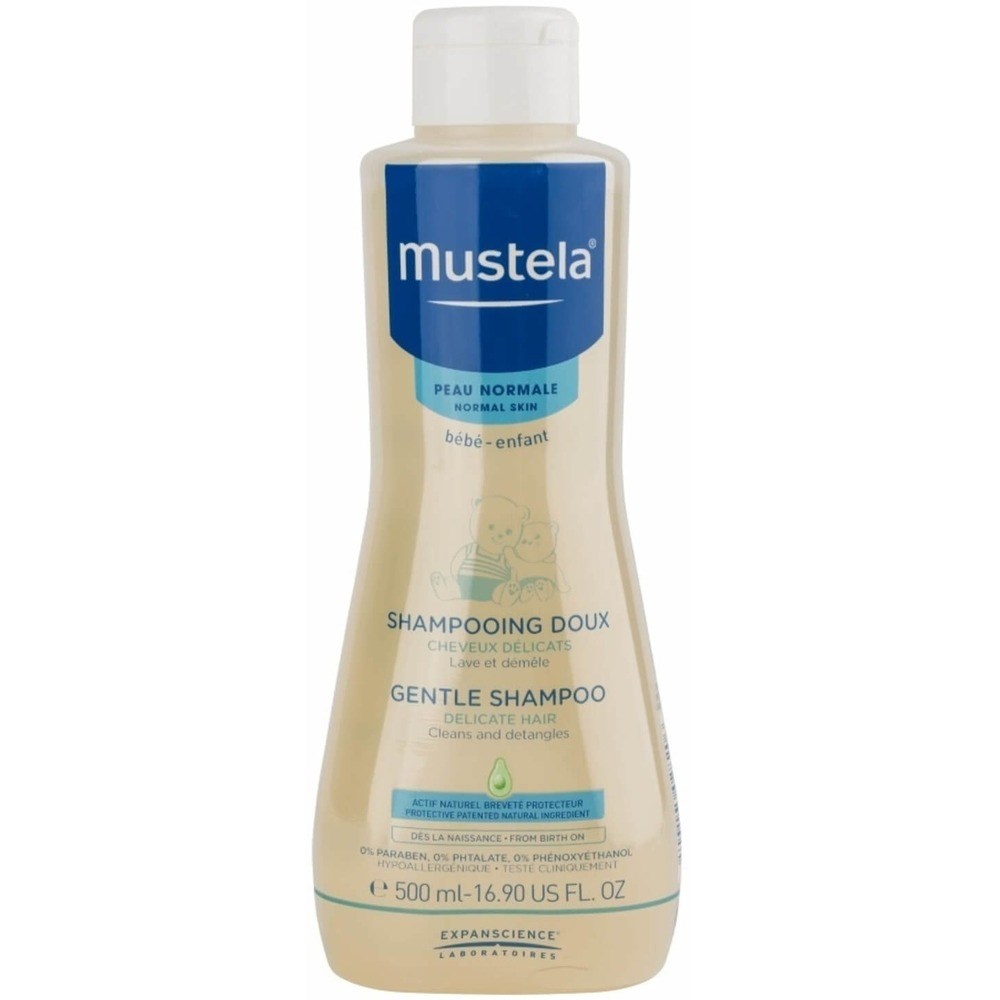 Mustela®
PEAU NORMALE
NORMAL SKIN
bébé-enfant
SHAMPOOING DOUX
CHEVEUX DÉLICATS
Lave et démêle
GENTLE SHAMPOO
DELICATE HAIR
Cleans and detangles
ACTIF NATUREL BREVETÉ PROTECTEUR
PROTECTIVE PATENTED NATURAL INGREDIENT
DÈS LA NAISSANCE • FROM BIRTH ON
0% PARABEN, 0% PHTALATE, 0% PHÉNOXYÉTHANOL
HYPOALLERGÉNIQUE • TESTÉ CLINIQUEMENT
℮ 500 ml-16.90 US FL. OZ
EXPANSCIENCE®
LABORATOIRES